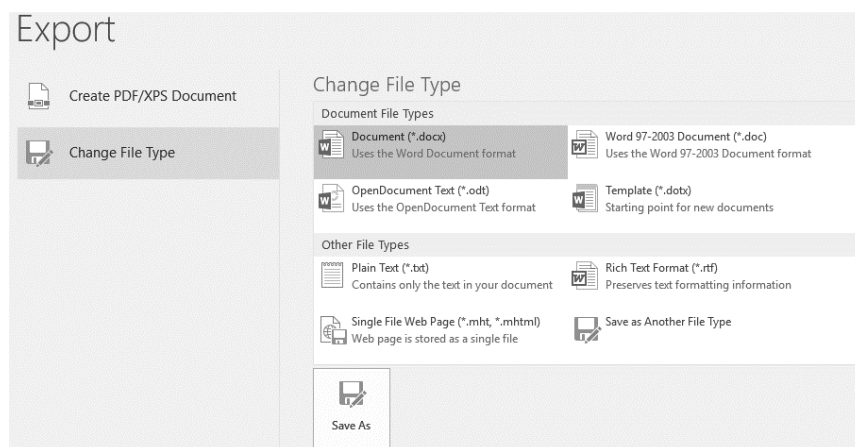 Export
Create PDF/XPS Document
Change File Type
Change File Type
Document File Types
Document (*.docx)
Uses the Word Document format
Word 97-2003 Document (*.doc)
Uses the Word 97-2003 Document format
OpenDocument Text (*.odt)
Uses the OpenDocument Text format
Template (*.dotx)
Starting point for new documents
Other File Types
Plain Text (*.txt)
Contains only the text in your document
Rich Text Format (*.rtf)
Preserves text formatting information
Single File Web Page (*.mht, *.mhtml)
Web page is stored as a single file
Save as Another File Type
Save As